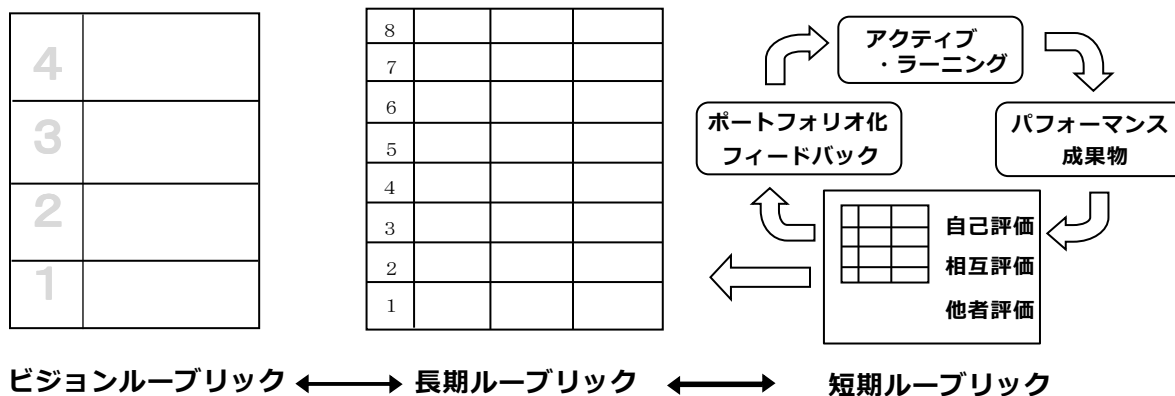 4
3
2
1
8
7
6
5
4
3
2
1
アクティブ
・ラーニング
パフォーマンス
成果物
自己評価
相互評価
他者評価
ポートフォリオ化
フィードバック
ビジョンルーブリック
長期ルーブリック
短期ルーブリック